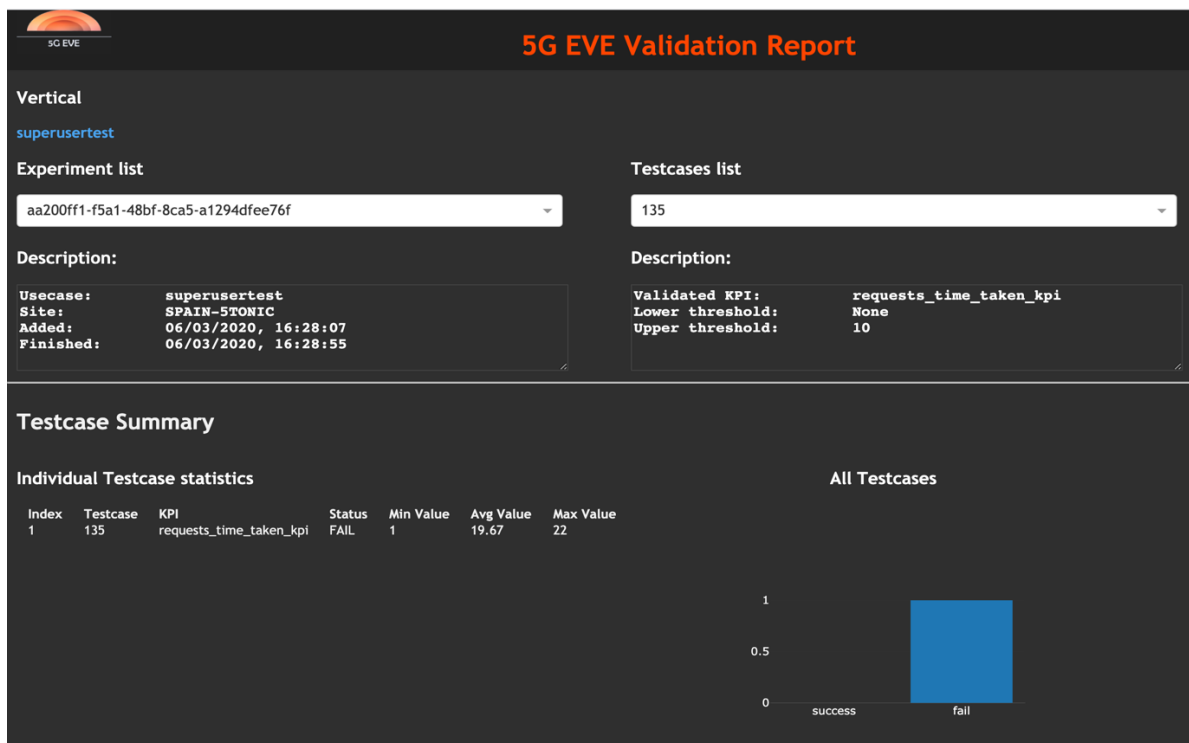 5G EVE
5G EVE Validation Report
Vertical
superusertest
Experiment list
aa200ff1-f5a1-48bf-8ca5-a1294dfee76f
Description:
Usecase: superusertest
Site: SPAIN-5TONIC
Added: 06/03/2020, 16:28:07
Finished: 06/03/2020, 16:28:55
Testcases list
135
Description:
Validated KPI: requests_time_taken_kpi
Lower threshold: None
Upper threshold: 10
Testcase Summary
Individual Testcase statistics
Index Testcase KPI Status Min Value Avg Value Max Value
1 135 requests_time_taken_kpi FAIL 1 19.67 22
All Testcases
1
0.5
0
success fail